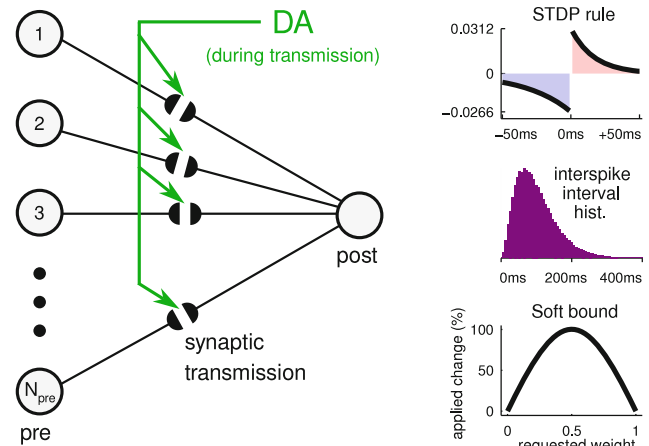 1
2
3
N_pre
pre
DA
(during transmission)
synaptic
transmission
post
STDP rule
0.0312
0
-0.0266
-50ms
0ms
+50ms
interspike
interval
hist.
0ms
200ms
400ms
Soft bound
applied change (%)
100
50
0
0
0.5
1
requested weight